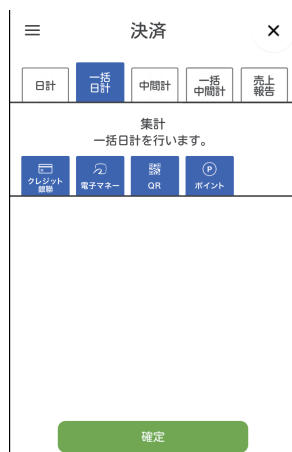 決済
日計
一括
日計
中間計
一括
中間計
売上
報告
集計
一括日計を行います。
クレジット
銀聯
電子マネー
QR
P
ポイント
確定